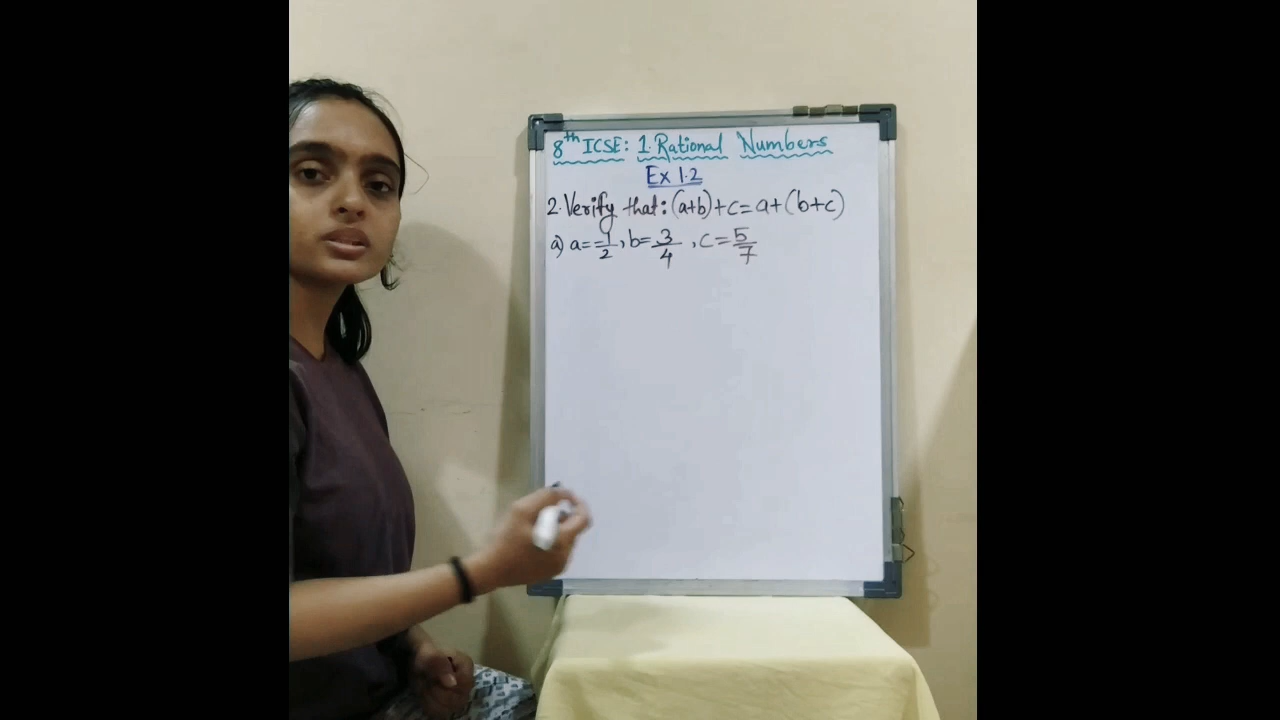 8th ICSE: 1. Rational Numbers
Ex 1.2
2. Verify that: (a+b)+c=a+(b+c)
a) a=-1/2, b=3/4, c=5/7